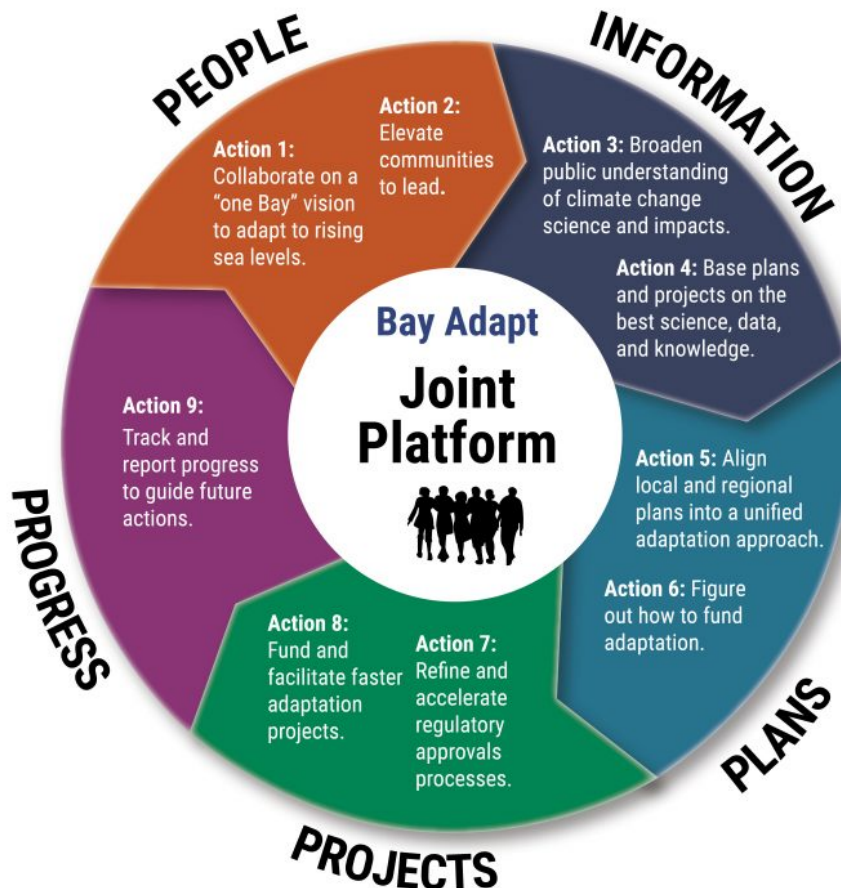 PEOPLE
Action 1:
Collaborate on a
“one Bay” vision
to adapt to rising
sea levels.
Action 2:
Elevate
communities
to lead.
INFORMATION
Action 3: Broaden
public understanding
of climate change
science and impacts.
Action 4: Base plans
and projects on the
best science, data,
and knowledge.
Bay Adapt
Joint
Platform
PLANS
Action 5: Align
local and regional
plans into a unified
adaptation approach.
Action 6: Figure
out how to fund
adaptation.
PROJECTS
Action 7:
Refine and
accelerate
regulatory
approvals
processes.
Action 8:
Fund and
facilitate faster
adaptation
projects.
PROGRESS
Action 9:
Track and
report progress
to guide future
actions.